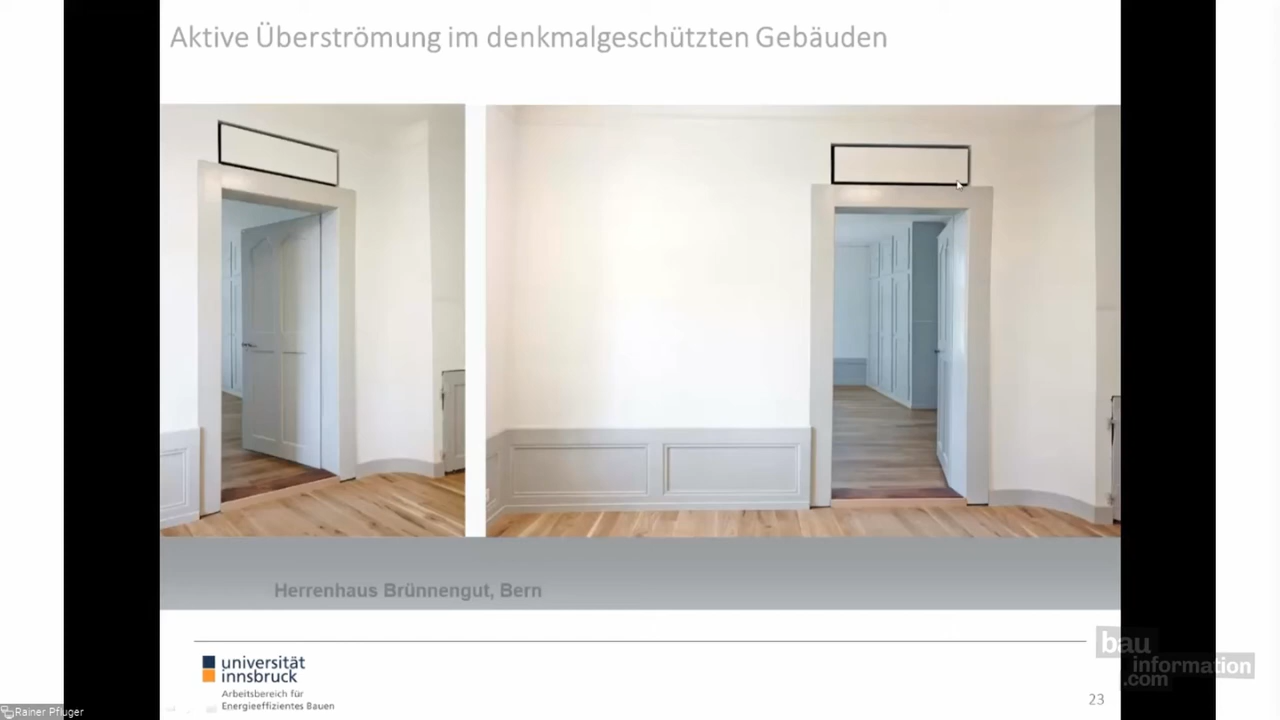 Aktive Überströmung im denkmalgeschützten Gebäuden
Herrenhaus Brünnengut, Bern
universität
innsbruck
Arbeitsbereich für
Energieeffizientes Bauen
23
bau
information
.com
Rainer Pfluger